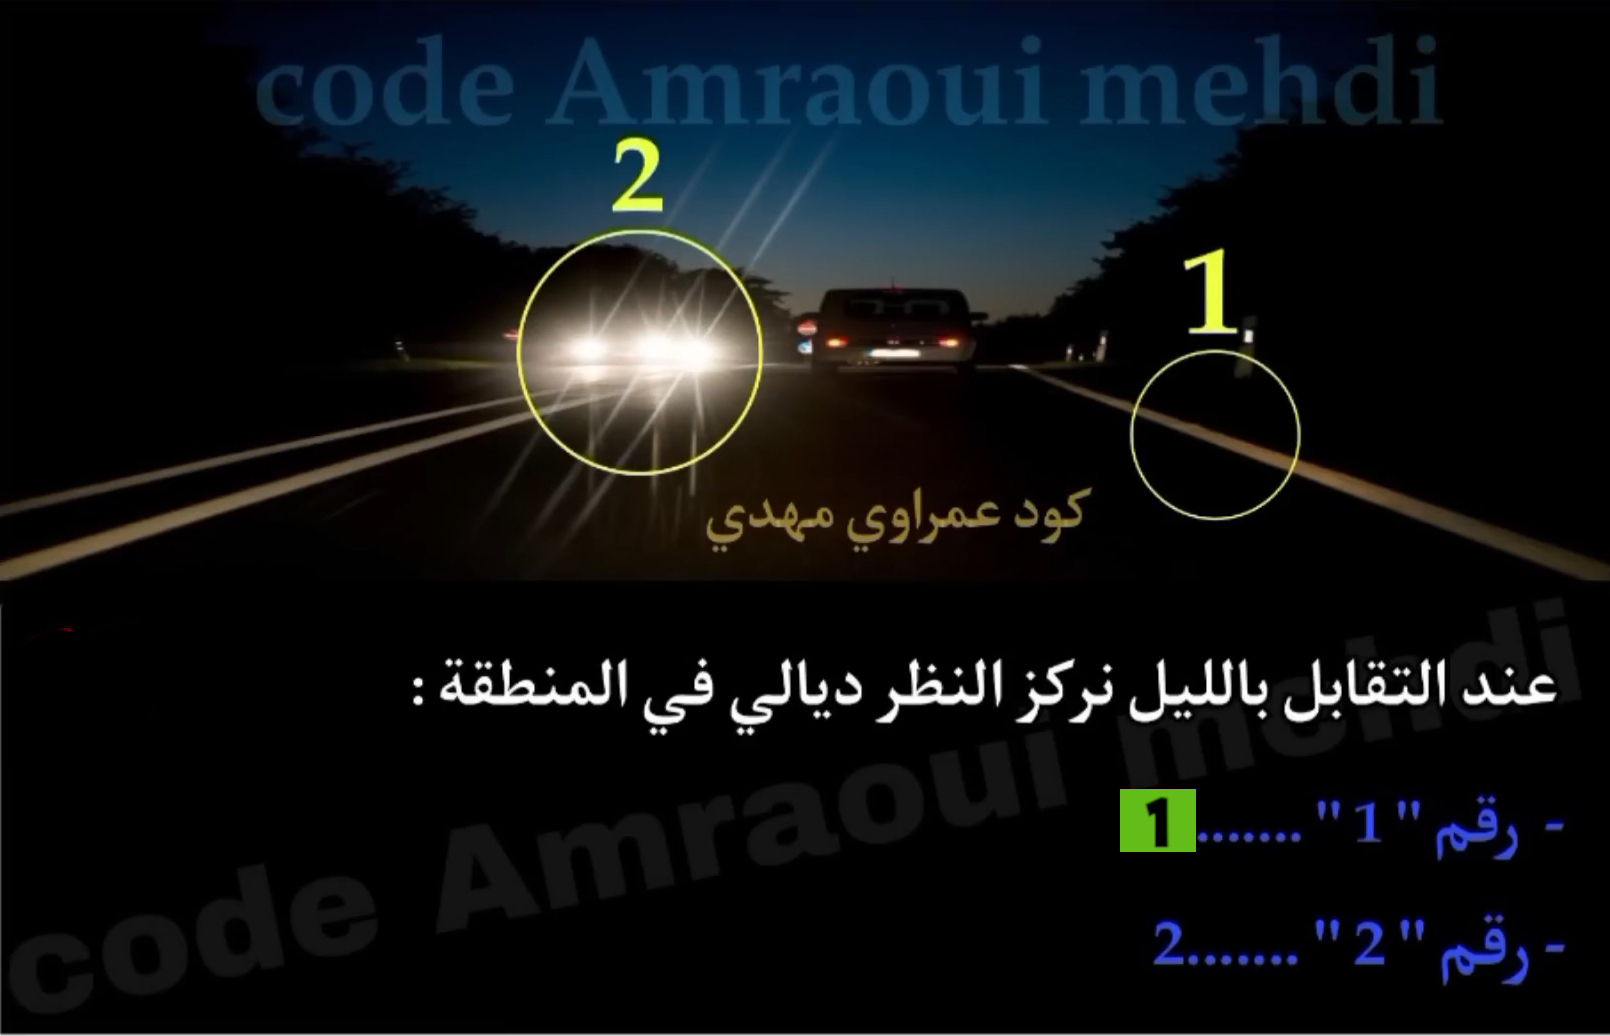 code Amraoui mehdi
2
1
كود عمراوي مهدي
عند التقابل بالليل نركز النظر ديالي في المنطقة :
- رقم " 1 " .......1
- رقم " 2 " .......2
code Amraoui mehdi